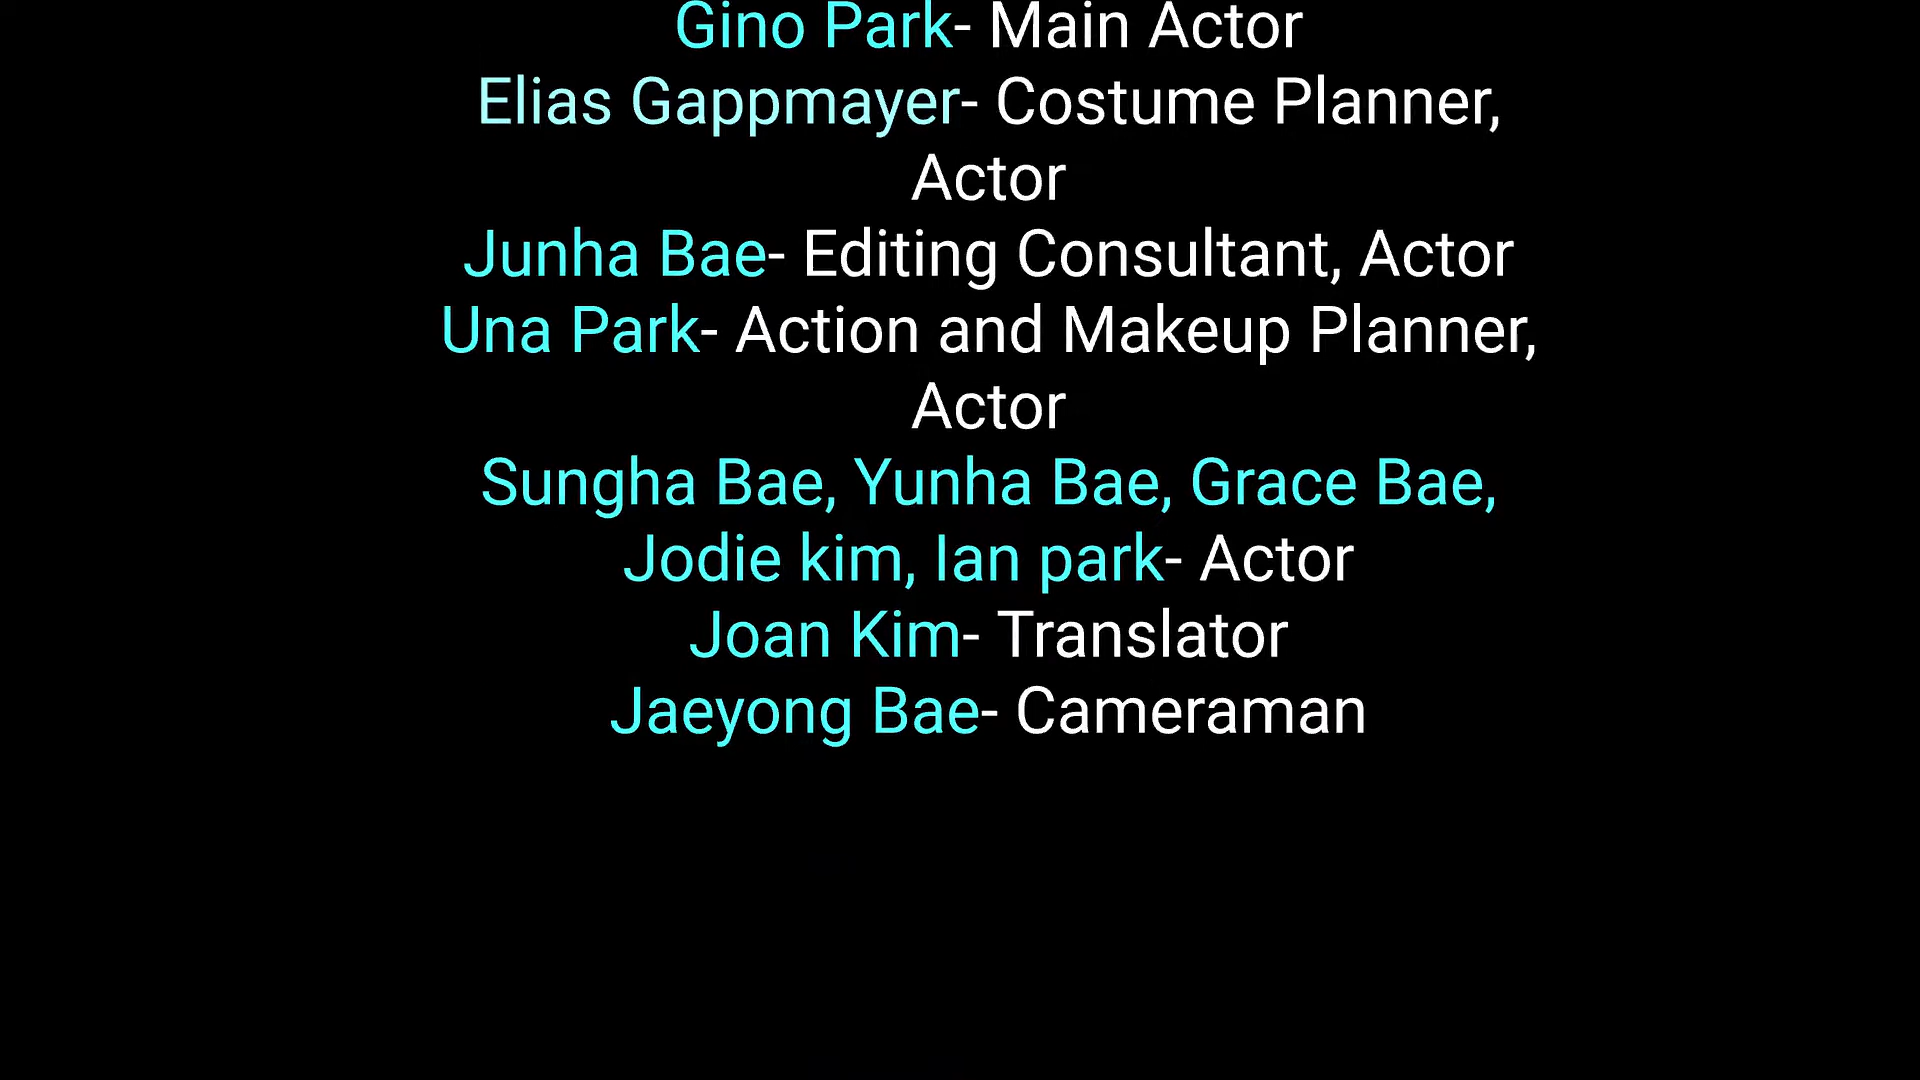 Gino Park- Main Actor
Elias Gappmayer- Costume Planner,
Actor
Junha Bae- Editing Consultant, Actor
Una Park- Action and Makeup Planner,
Actor
Sungha Bae, Yunha Bae, Grace Bae,
Jodie kim, Ian park- Actor
Joan Kim- Translator
Jaeyong Bae- Cameraman